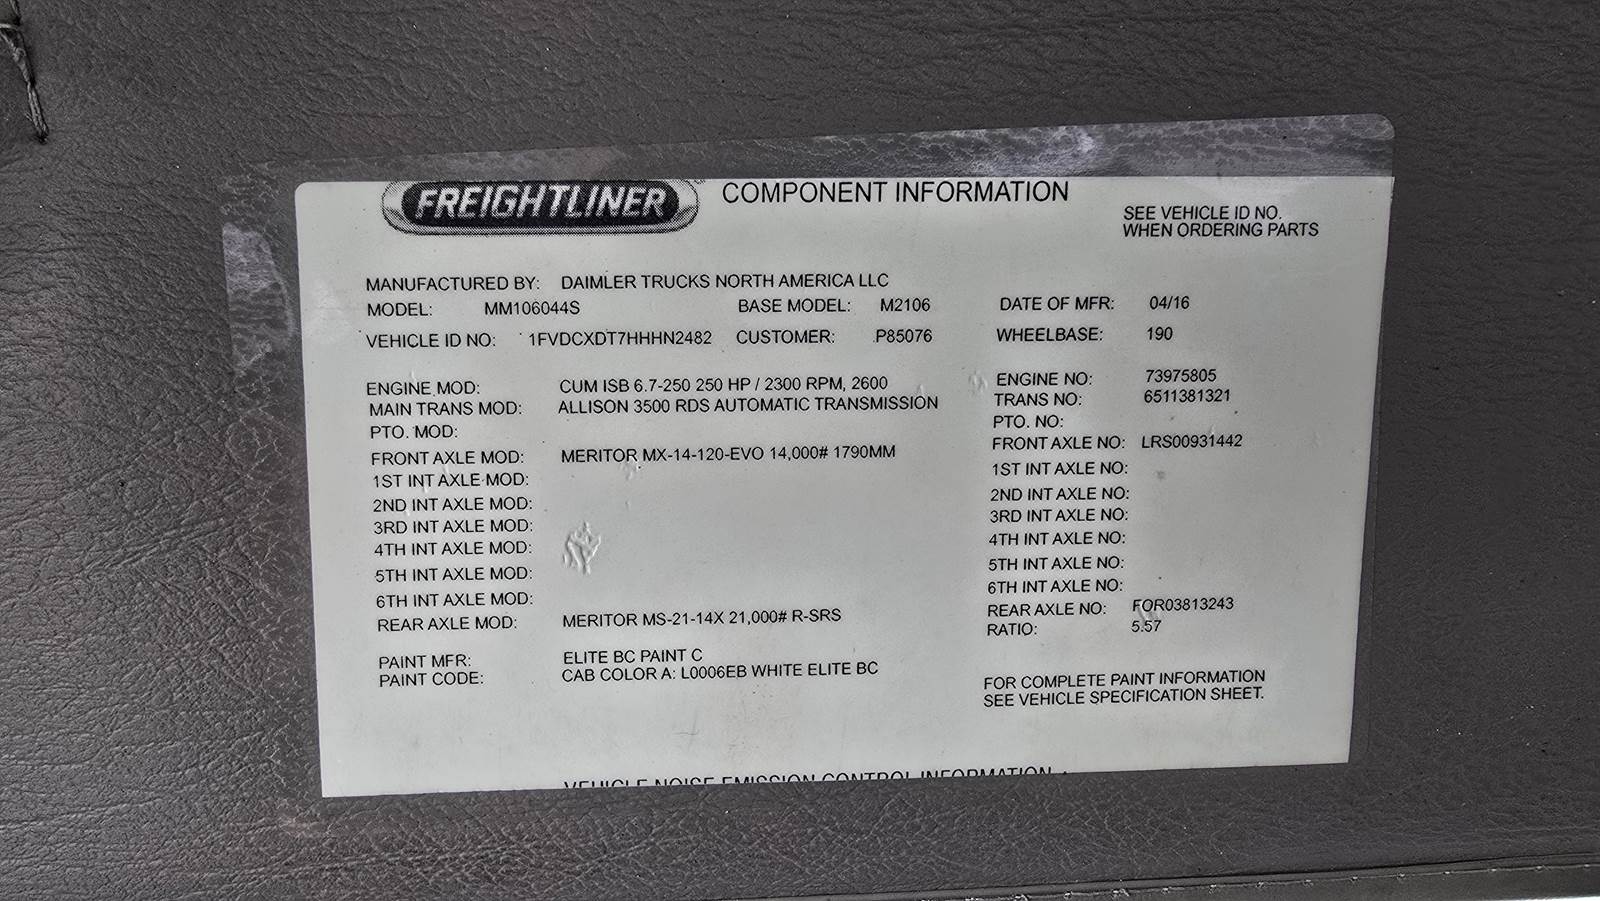 FREIGHTLINER COMPONENT INFORMATION
SEE VEHICLE ID NO.
WHEN ORDERING PARTS
MANUFACTURED BY: DAIMLER TRUCKS NORTH AMERICA LLC
MODEL: MM106044S BASE MODEL: M2106 DATE OF MFR: 04/16
VEHICLE ID NO: 1FVDCXDT7HHHN2482 CUSTOMER: P85076 WHEELBASE: 190
ENGINE MOD: CUM ISB 6.7-250 250 HP / 2300 RPM, 2600 ENGINE NO: 73975805
MAIN TRANS MOD: ALLISON 3500 RDS AUTOMATIC TRANSMISSION TRANS NO: 6511381321
PTO. MOD: PTO. NO:
FRONT AXLE MOD: MERITOR MX-14-120-EVO 14,000# 1790MM FRONT AXLE NO: LRS00931442
1ST INT AXLE MOD: 1ST INT AXLE NO:
2ND INT AXLE MOD: 2ND INT AXLE NO:
3RD INT AXLE MOD: 3RD INT AXLE NO:
4TH INT AXLE MOD: 4TH INT AXLE NO:
5TH INT AXLE MOD: 5TH INT AXLE NO:
6TH INT AXLE MOD: 6TH INT AXLE NO:
REAR AXLE MOD: MERITOR MS-21-14X 21,000# R-SRS REAR AXLE NO: FOR03813243
RATIO: 5.57
PAINT MFR: ELITE BC PAINT C
PAINT CODE: CAB COLOR A: L0006EB WHITE ELITE BC
FOR COMPLETE PAINT INFORMATION
SEE VEHICLE SPECIFICATION SHEET.
VEHICLE NOISE EMISSION CONTROL INFORMATION